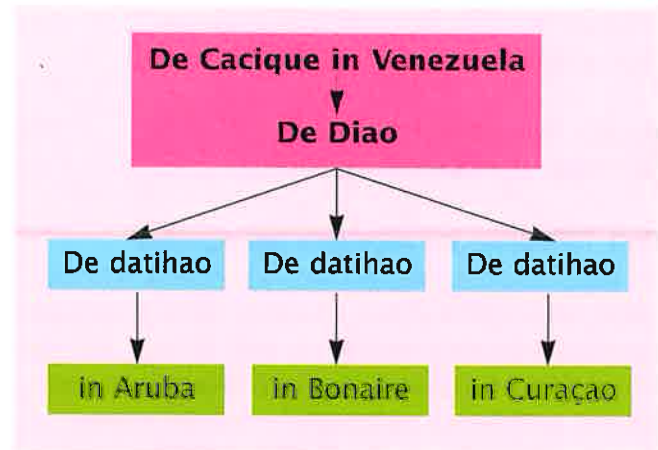 De Cacique in Venezuela
De Diao
De datihao De datihao De datihao
in Aruba in Bonaire in Curaçao